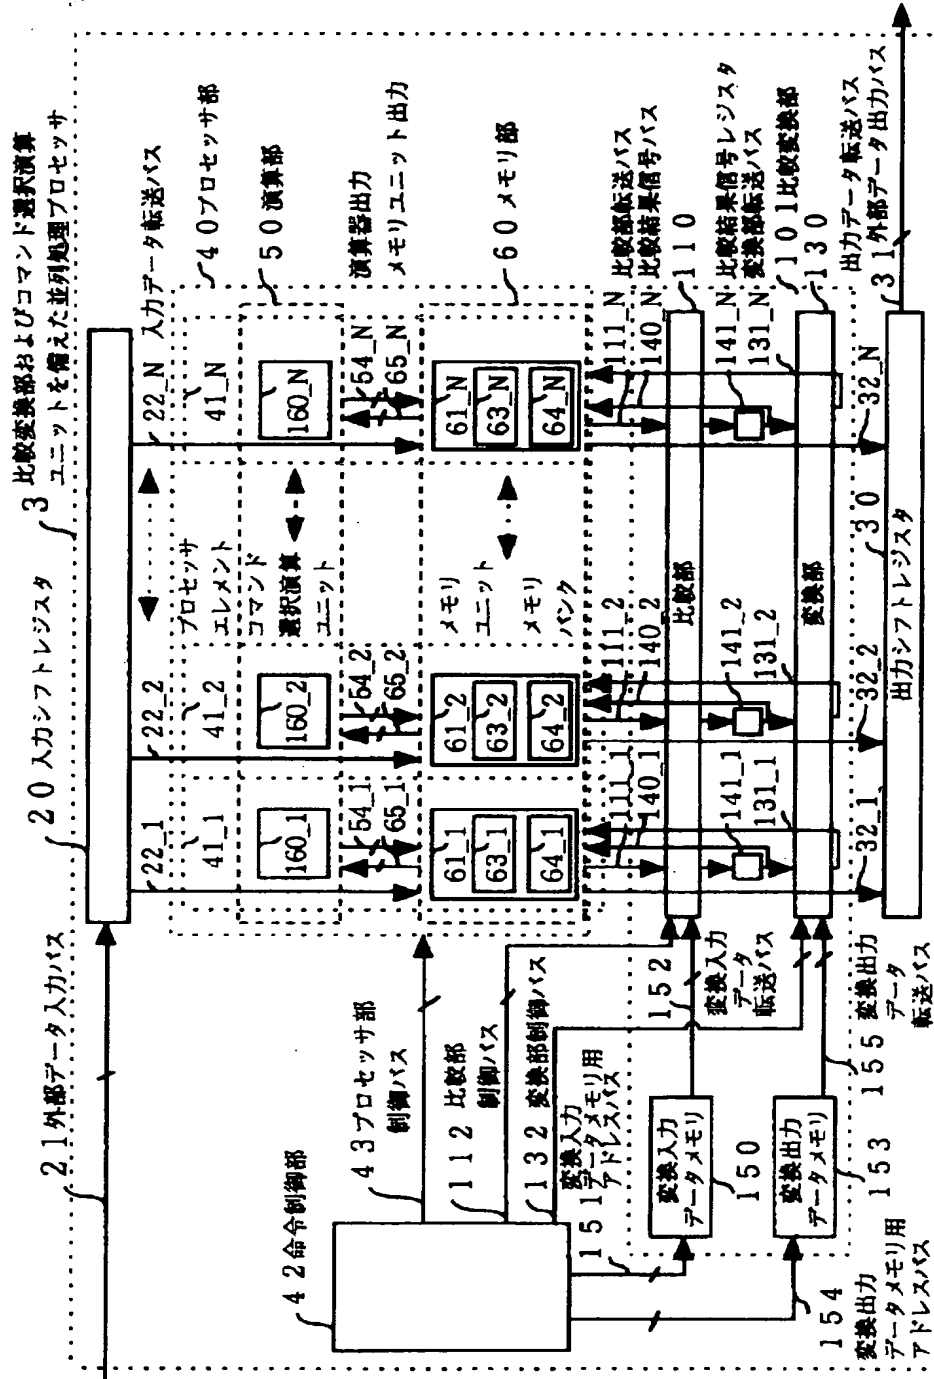 3 比較変換部およびコマンド選択演算
ユニットを備えた並列処理プロセッサ
20 入力シフトレジスタ
21 外部データ入力バス
22_1
22_2
22_N
入力データ転送バス
40 プロセッサ部
41_1
41_2
プロセッサ
エレメント
41_N
50 演算部
160_1
160_2
コマンド
選択演算
ユニット
160_N
54_1
65_1
54_2
65_2
54_N
65_N
演算器出力
メモリユニット出力
60 メモリ部
61_1
63_1
64_1
61_2
63_2
64_2
メモリ
ユニット
メモリ
バンク
61_N
63_N
64_N
42 命令制御部
43 プロセッサ部
制御バス
112 比較部
制御バス
132 変換部制御バス
151 変換入力
データメモリ用
アドレスバス
111_1
140_1
111_2
140_2
111_N 比較部転送バス
140_N 比較結果信号バス
比較部
110
141_1
131_1
141_2
131_2
141_N 比較結果信号レジスタ
131_N 変換部転送バス
101 比較変換部
変換部
130
152
変換入力
データ
転送バス
変換入力
データメモリ
150
変換出力
データメモリ
153
154
変換出力
データメモリ用
アドレスバス
155 変換出力
データ
転送バス
32_1
32_2
32_N
出力データ転送バス
30
出力シフトレジスタ
31 外部データ出力バス